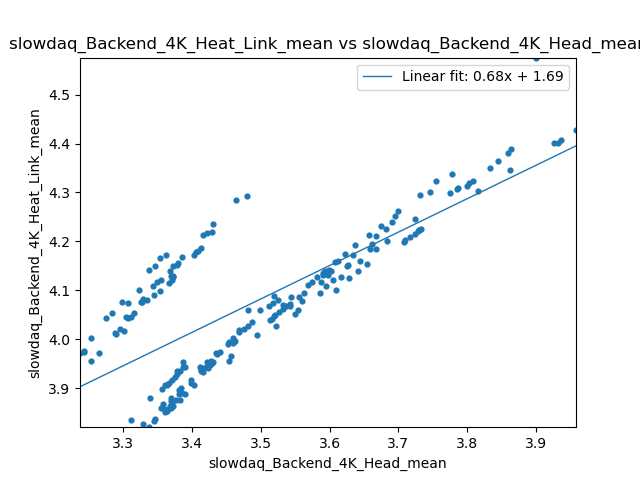 slowdaq_Backend_4K_Heat_Link_mean vs slowdaq_Backend_4K_Head_mean
Linear fit: 0.68x + 1.69
slowdaq_Backend_4K_Heat_Link_mean
4.5
4.4
4.3
4.2
4.1
4.0
3.9
3.3 3.4 3.5 3.6 3.7 3.8 3.9
slowdaq_Backend_4K_Head_mean